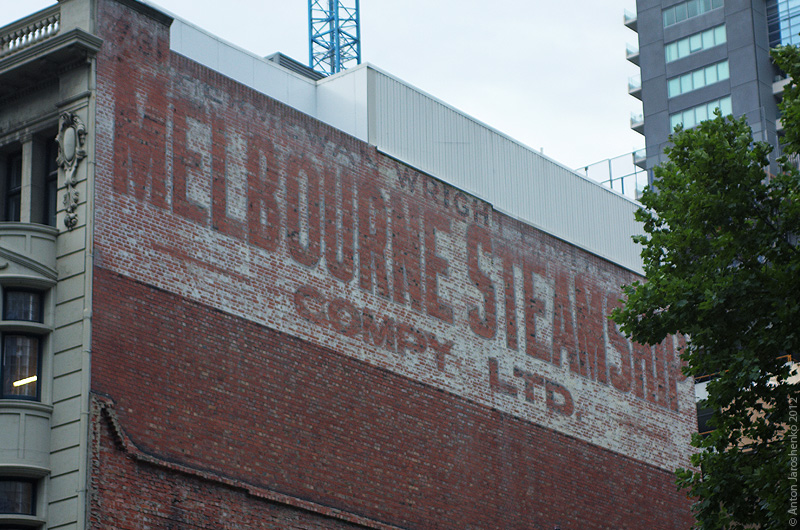 WRIGHT
MELBOURNE STEAMSHIP
COMPY LTD.
© Anton Jaroshenko 2012